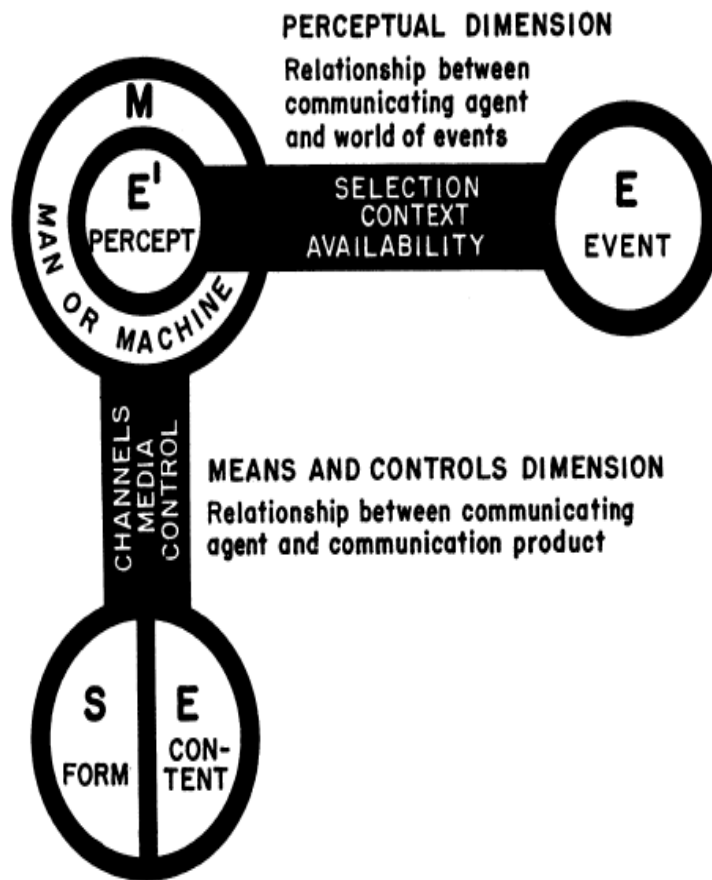 PERCEPTUAL DIMENSION
Relationship between
communicating agent
and world of events
M
E'
PERCEPT
MAN OR MACHINE
SELECTION
CONTEXT
AVAILABILITY
E
EVENT
CHANNELS
MEDIA
CONTROL
MEANS AND CONTROLS DIMENSION
Relationship between communicating
agent and communication product
S
FORM
E
CON-
TENT